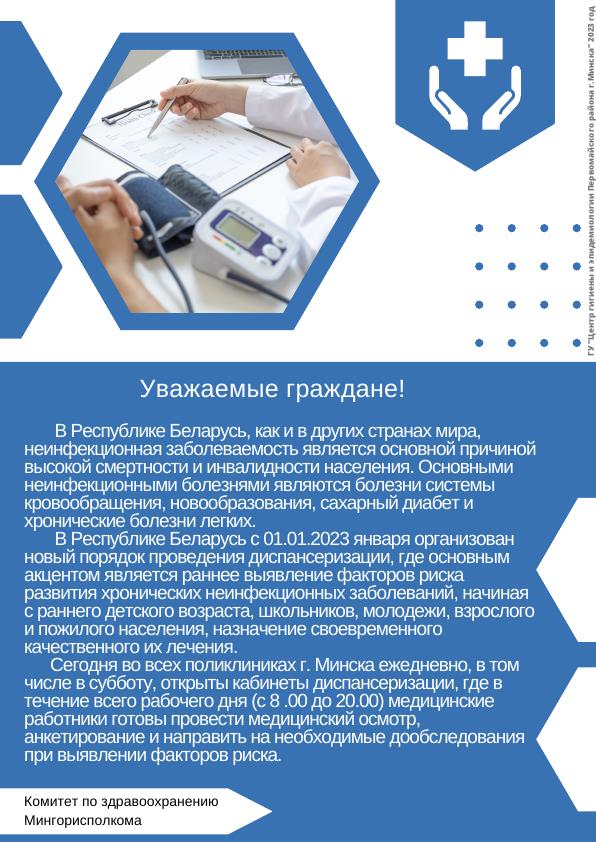 ГУ "Центр гигиены и эпидемиологии Первомайского района г.Минска" 2023 год
Уважаемые граждане!
В Республике Беларусь, как и в других странах мира,
неинфекционная заболеваемость является основной причиной
высокой смертности и инвалидности населения. Основными
неинфекционными болезнями являются болезни системы
кровообращения, новообразования, сахарный диабет и
хронические болезни легких.
В Республике Беларусь с 01.01.2023 января организован
новый порядок проведения диспансеризации, где основным
акцентом является раннее выявление факторов риска
развития хронических неинфекционных заболеваний, начиная
с раннего детского возраста, школьников, молодежи, взрослого
и пожилого населения, назначение своевременного
качественного их лечения.
Сегодня во всех поликлиниках г. Минска ежедневно, в том
числе в субботу, открыты кабинеты диспансеризации, где в
течение всего рабочего дня (с 8 .00 до 20.00) медицинские
работники готовы провести медицинский осмотр,
анкетирование и направить на необходимые дообследования
при выявлении факторов риска.
Комитет по здравоохранению
Мингорисполкома